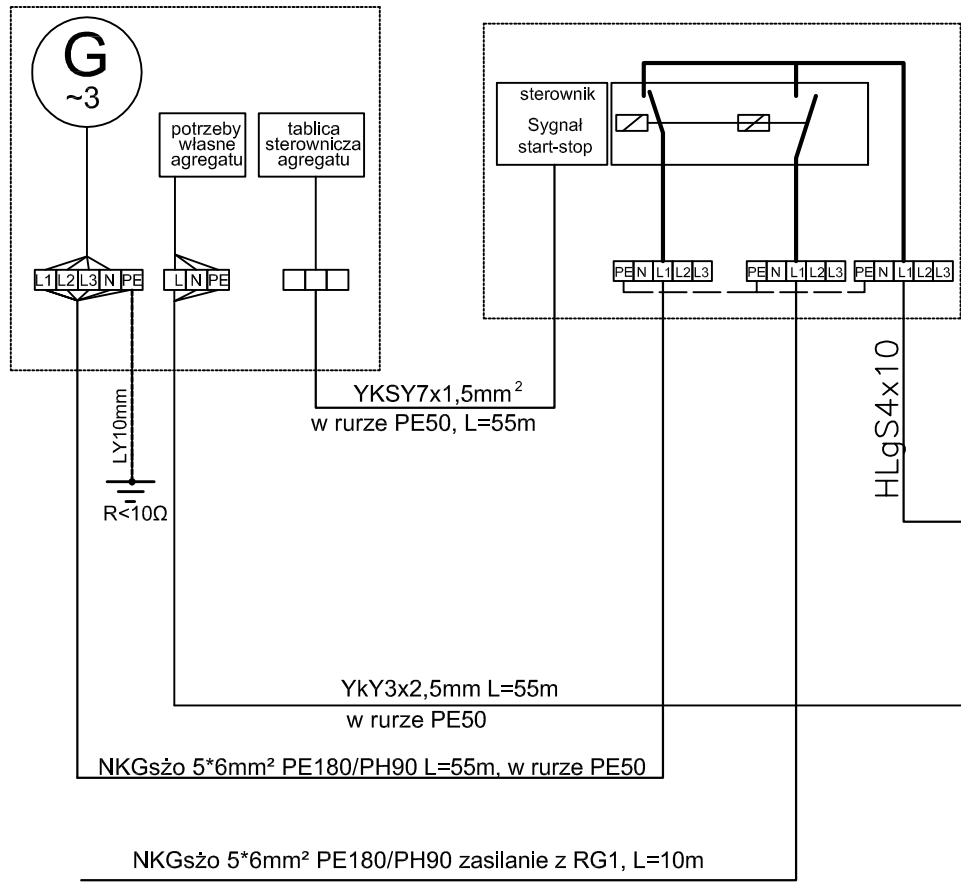 G
~3
potrzeby
własne
agregatu
tablica
sterownicza
agregatu
L1 L2 L3 N PE
L N PE
LY10mm
R<10Ω
sterownik
Sygnał
start-stop
PE N L1 L2 L3
PE N L1 L2 L3
PE N L1 L2 L3
HLgS4x10
YKSY7x1,5mm²
w rurze PE50, L=55m
YkY3x2,5mm L=55m
w rurze PE50
NKGsżo 5*6mm² PE180/PH90 L=55m, w rurze PE50
NKGsżo 5*6mm² PE180/PH90 zasilanie z RG1, L=10m